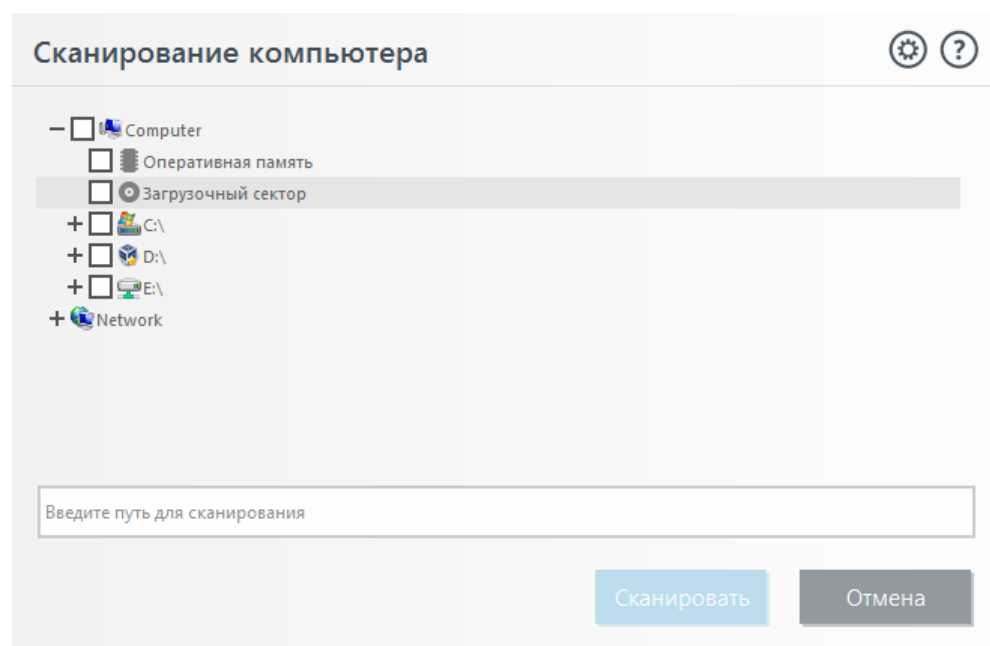 Сканирование компьютера
?
Computer
Оперативная память
Загрузочный сектор
C:\
D:\
E:\
Network
Введите путь для сканирования
Сканировать
Отмена